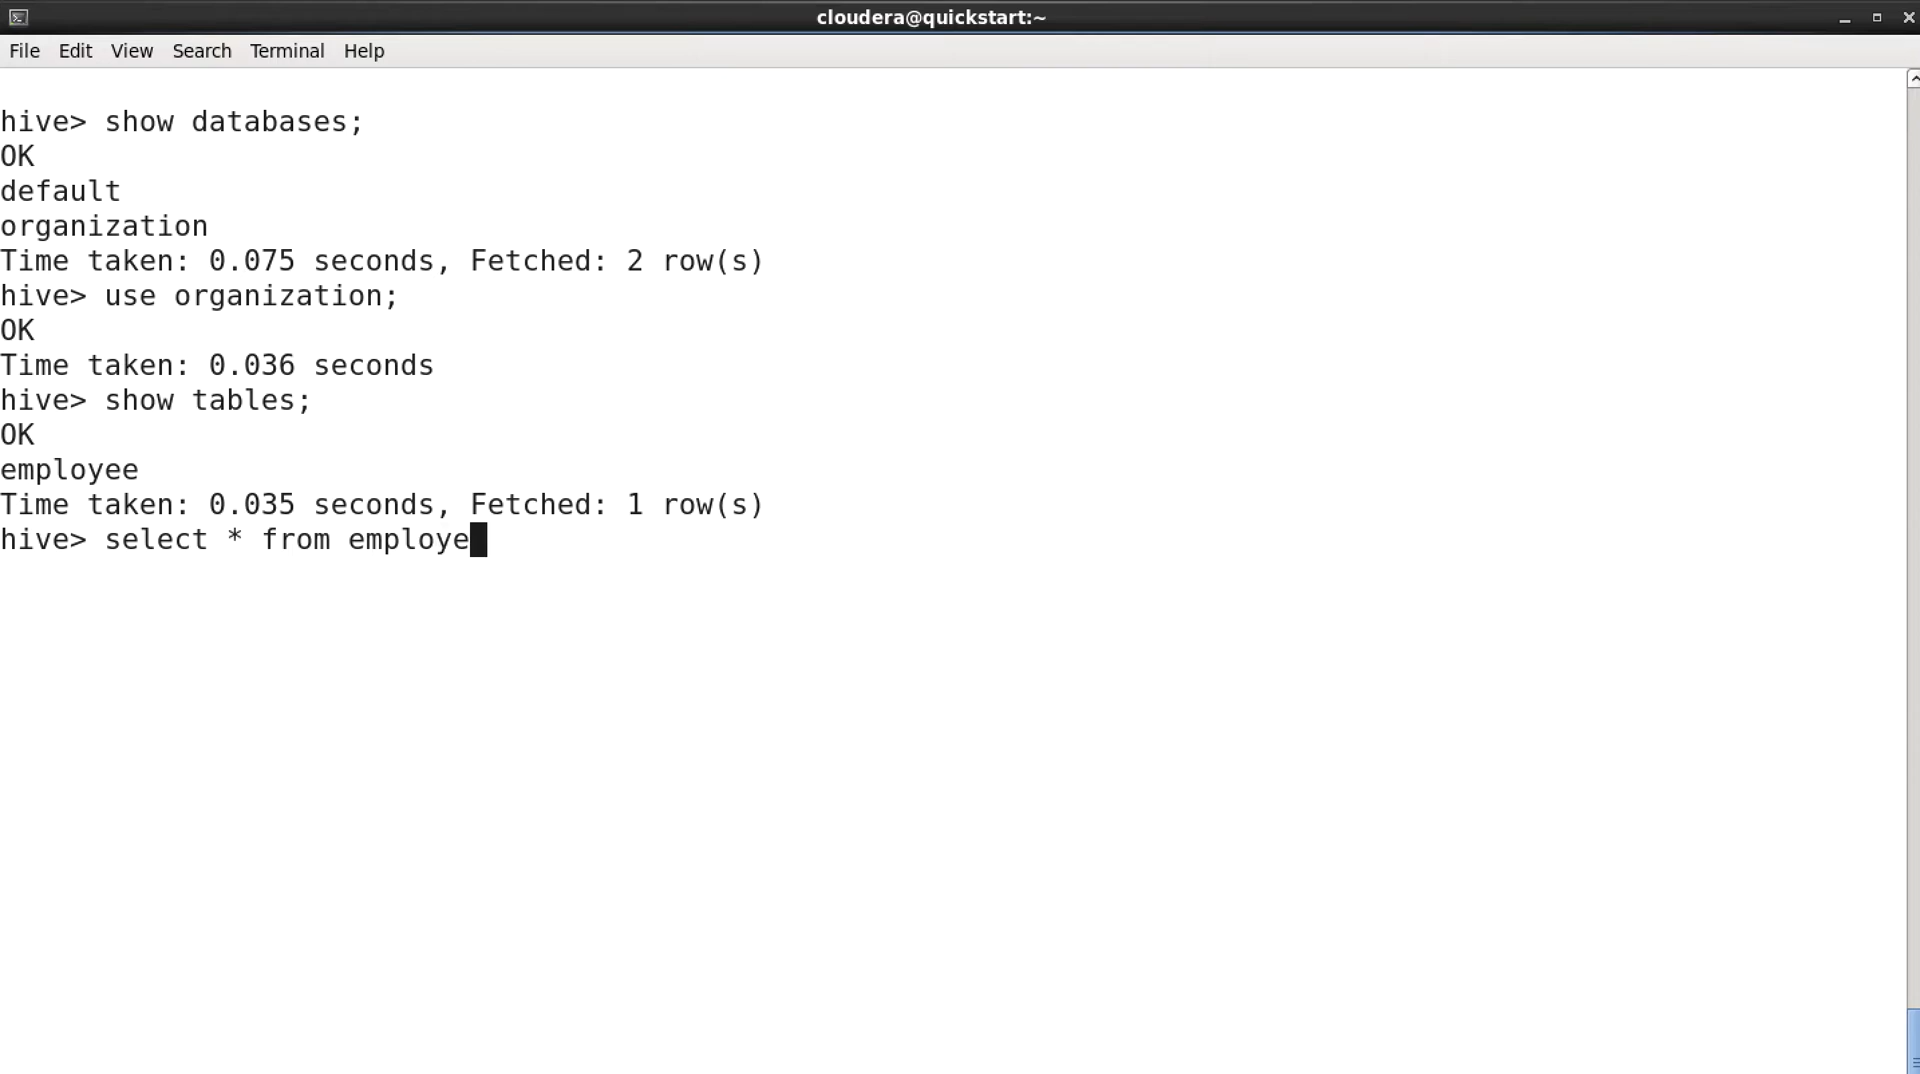 cloudera@quickstart:~
File Edit View Search Terminal Help
hive> show databases;
OK
default
organization
Time taken: 0.075 seconds, Fetched: 2 row(s)
hive> use organization;
OK
Time taken: 0.036 seconds
hive> show tables;
OK
employee
Time taken: 0.035 seconds, Fetched: 1 row(s)
hive> select * from employe